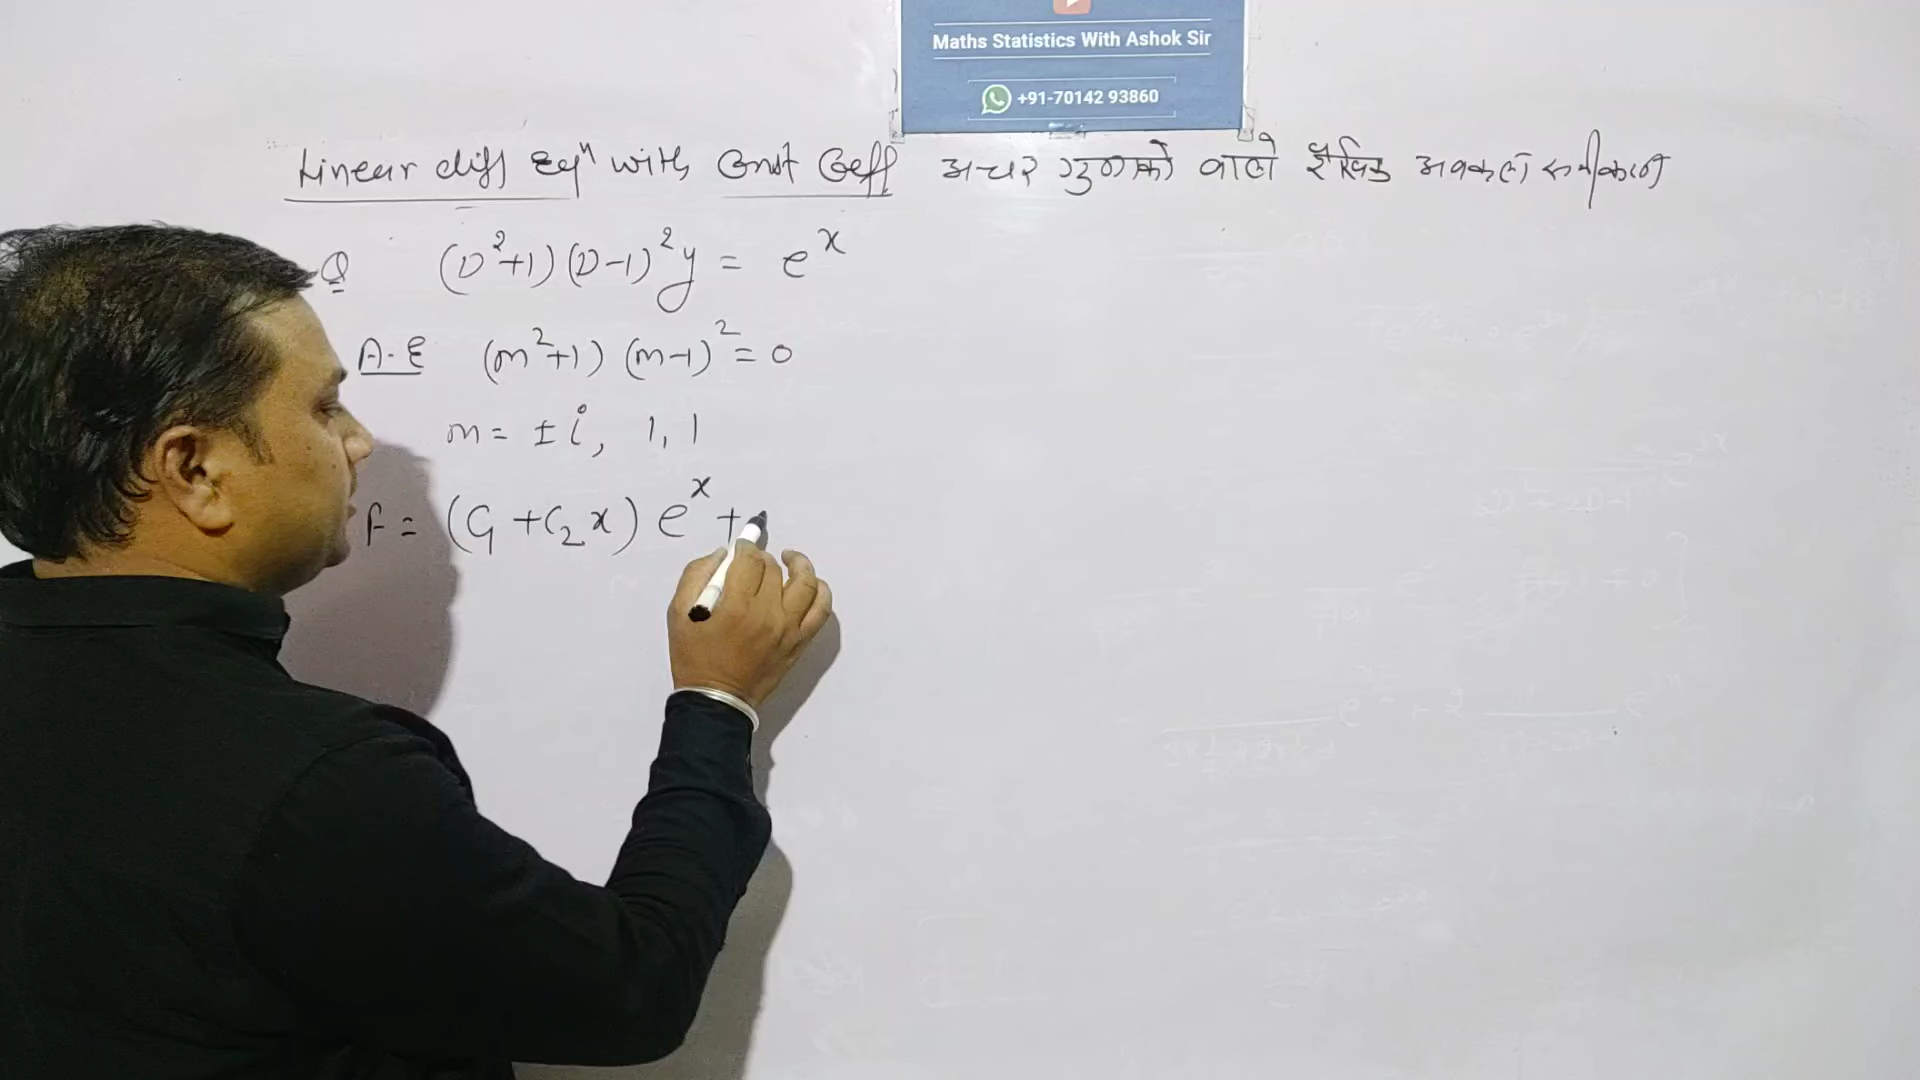 Maths Statistics With Ashok Sir
+91-70142 93860
Linear diff Eqⁿ with Const Coeff अचर गुणांको वाली रैखिक अवकल समीकरण
Q (D²+1)(D-1)²y = eˣ
A.E (m²+1)(m-1)² = 0
m = ±i, 1, 1
F = (C₁+C₂x) eˣ +